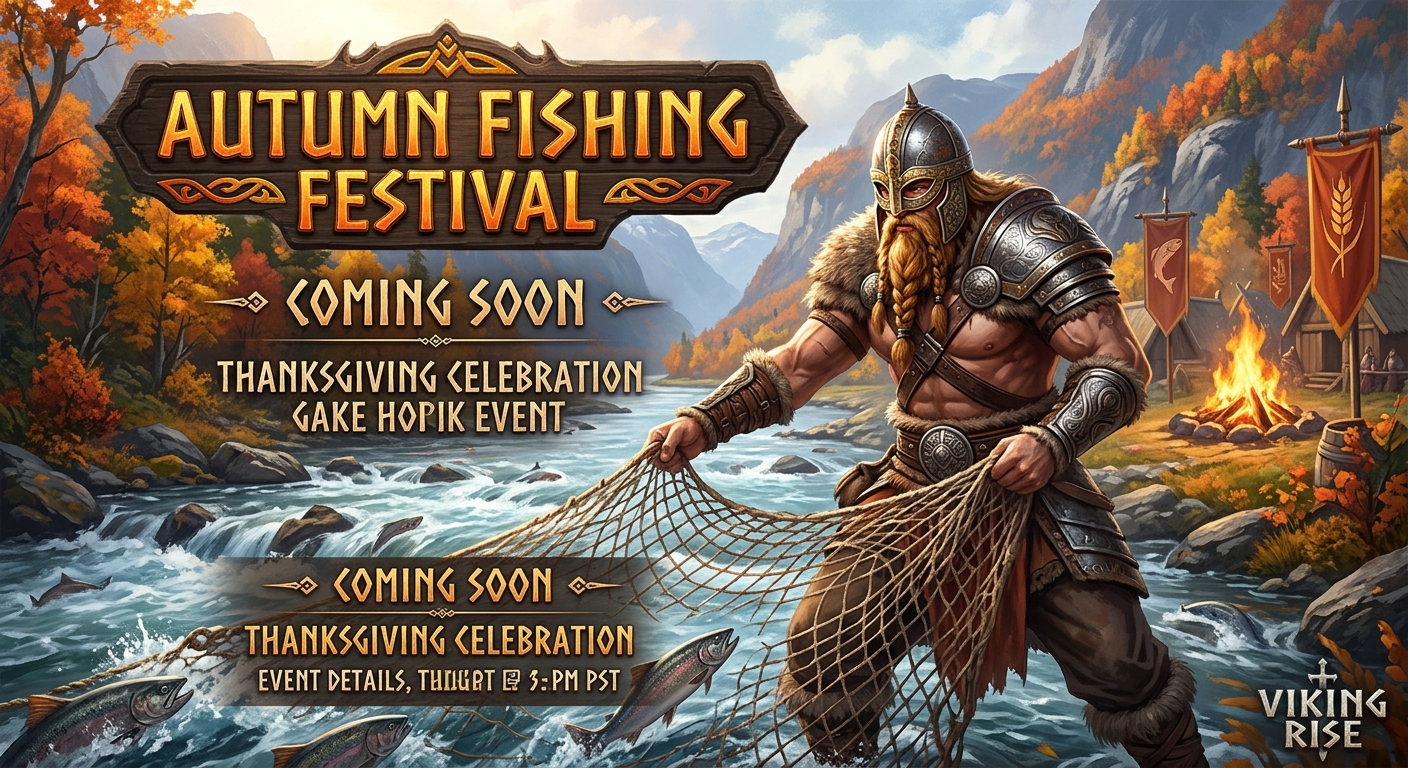 AUTUMN FISHING
FESTIVAL
COMING SOON
THANKSGIVING CELEBRATION
GAKE HOPIK EVENT
COMING SOON
THANKSGIVING CELEBRATION
EVENT DETAILS, PM PST
VIKING
RISE